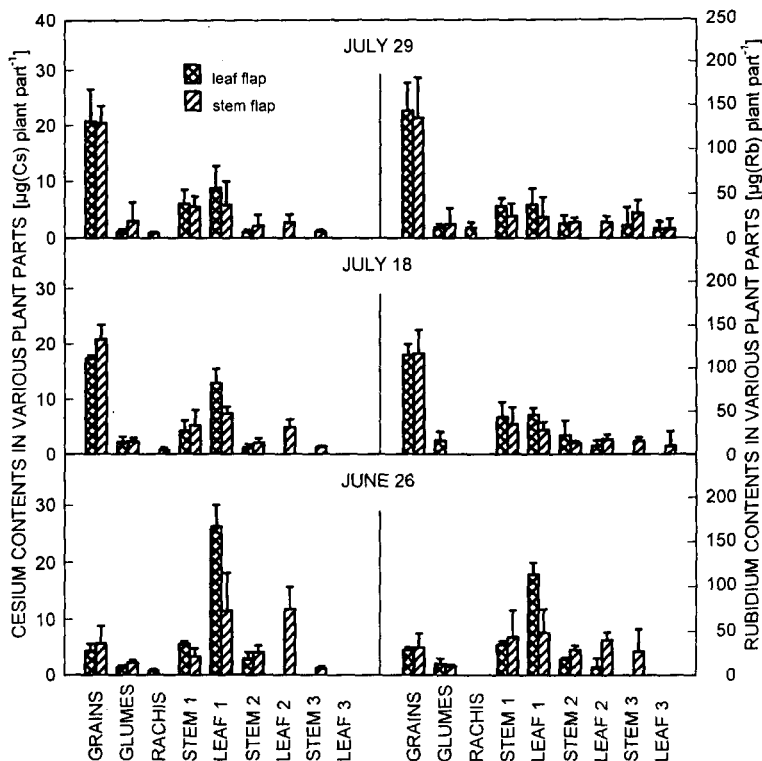 CESIUM CONTENTS IN VARIOUS PLANT PARTS [µg(Cs) plant part⁻¹]
40
30
20
10
0
30
20
10
0
30
20
10
0
JULY 29
leaf flap
stem flap
JULY 18
JUNE 26
250
200
150
100
50
0
200
150
100
50
0
200
150
100
50
0
RUBIDIUM CONTENTS IN VARIOUS PLANT PARTS [µg(Rb) plant part⁻¹]
GRAINS
GLUMES
RACHIS
STEM 1
LEAF 1
STEM 2
LEAF 2
STEM 3
LEAF 3
GRAINS
GLUMES
RACHIS
STEM 1
LEAF 1
STEM 2
LEAF 2
STEM 3
LEAF 3